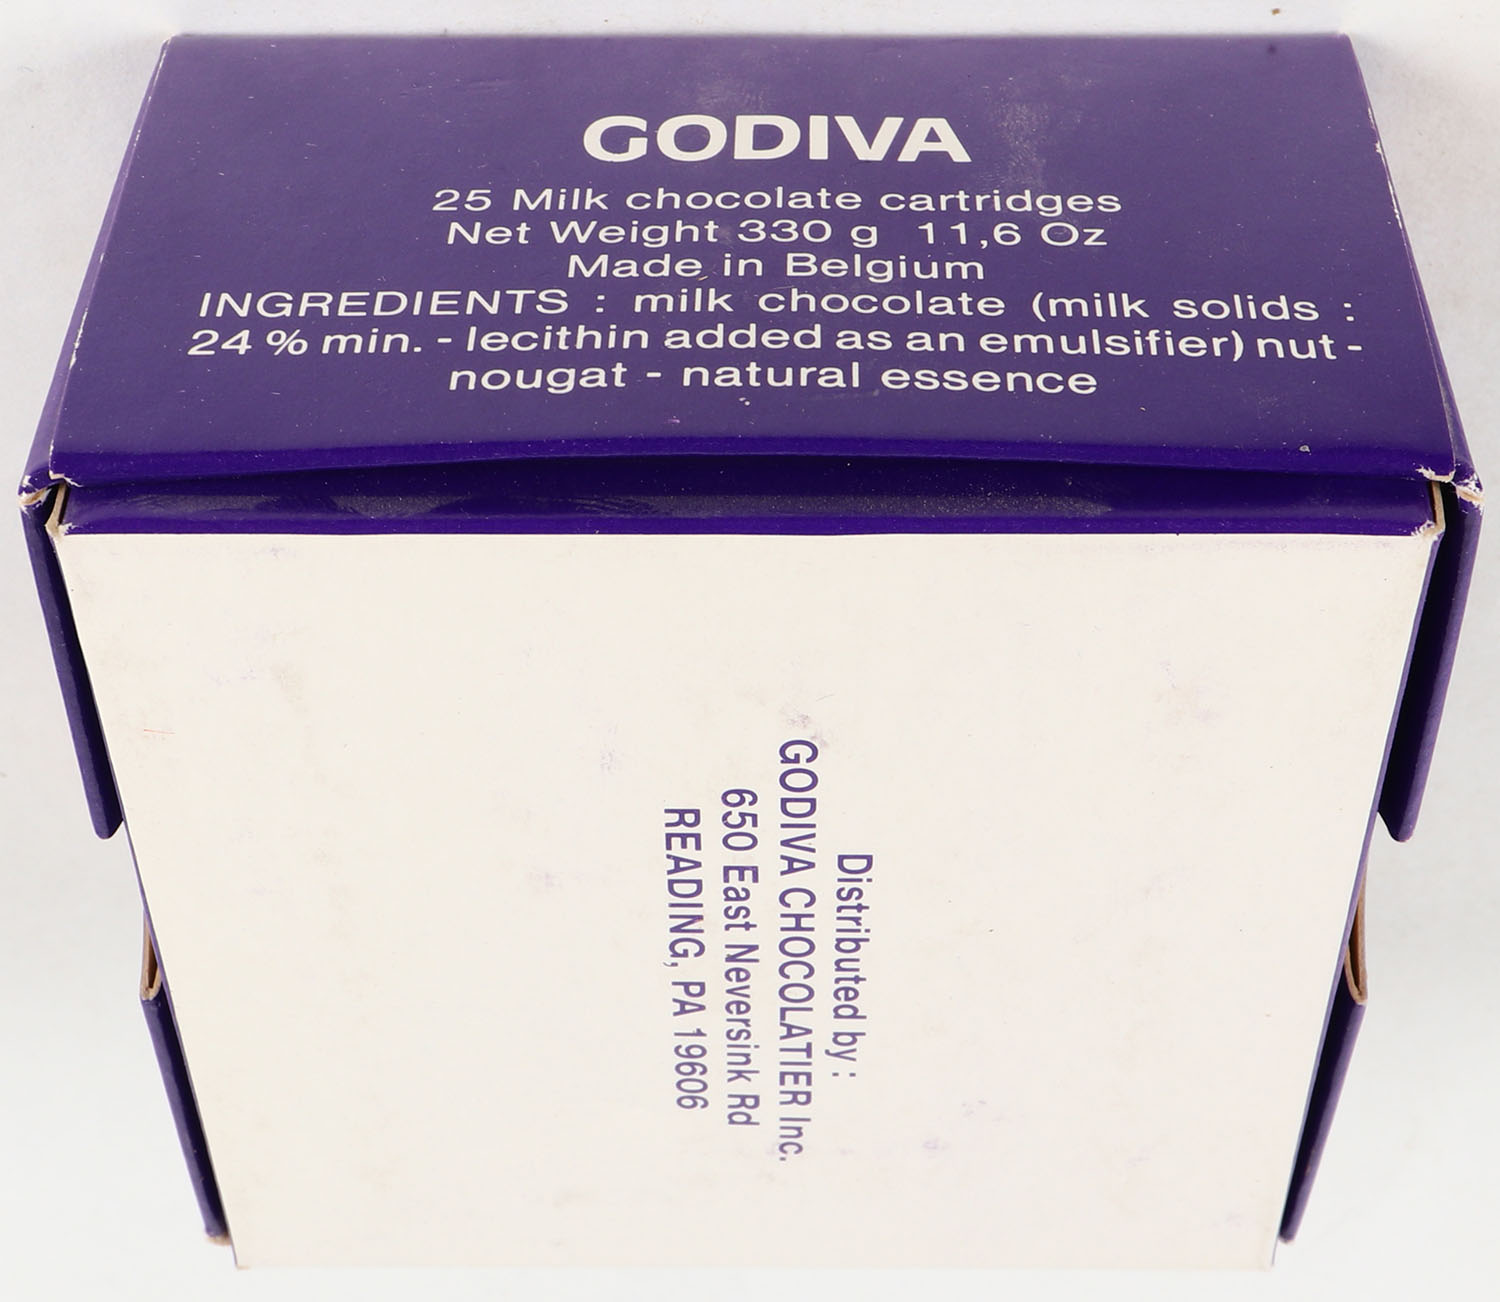 GODIVA
25 Milk chocolate cartridges
Net Weight 330 g 11,6 Oz
Made in Belgium
INGREDIENTS : milk chocolate (milk solids :
24 % min. - lecithin added as an emulsifier) nut -
nougat - natural essence
Distributed by :
GODIVA CHOCOLATIER Inc.
650 East Neversink Rd
READING, PA 19606